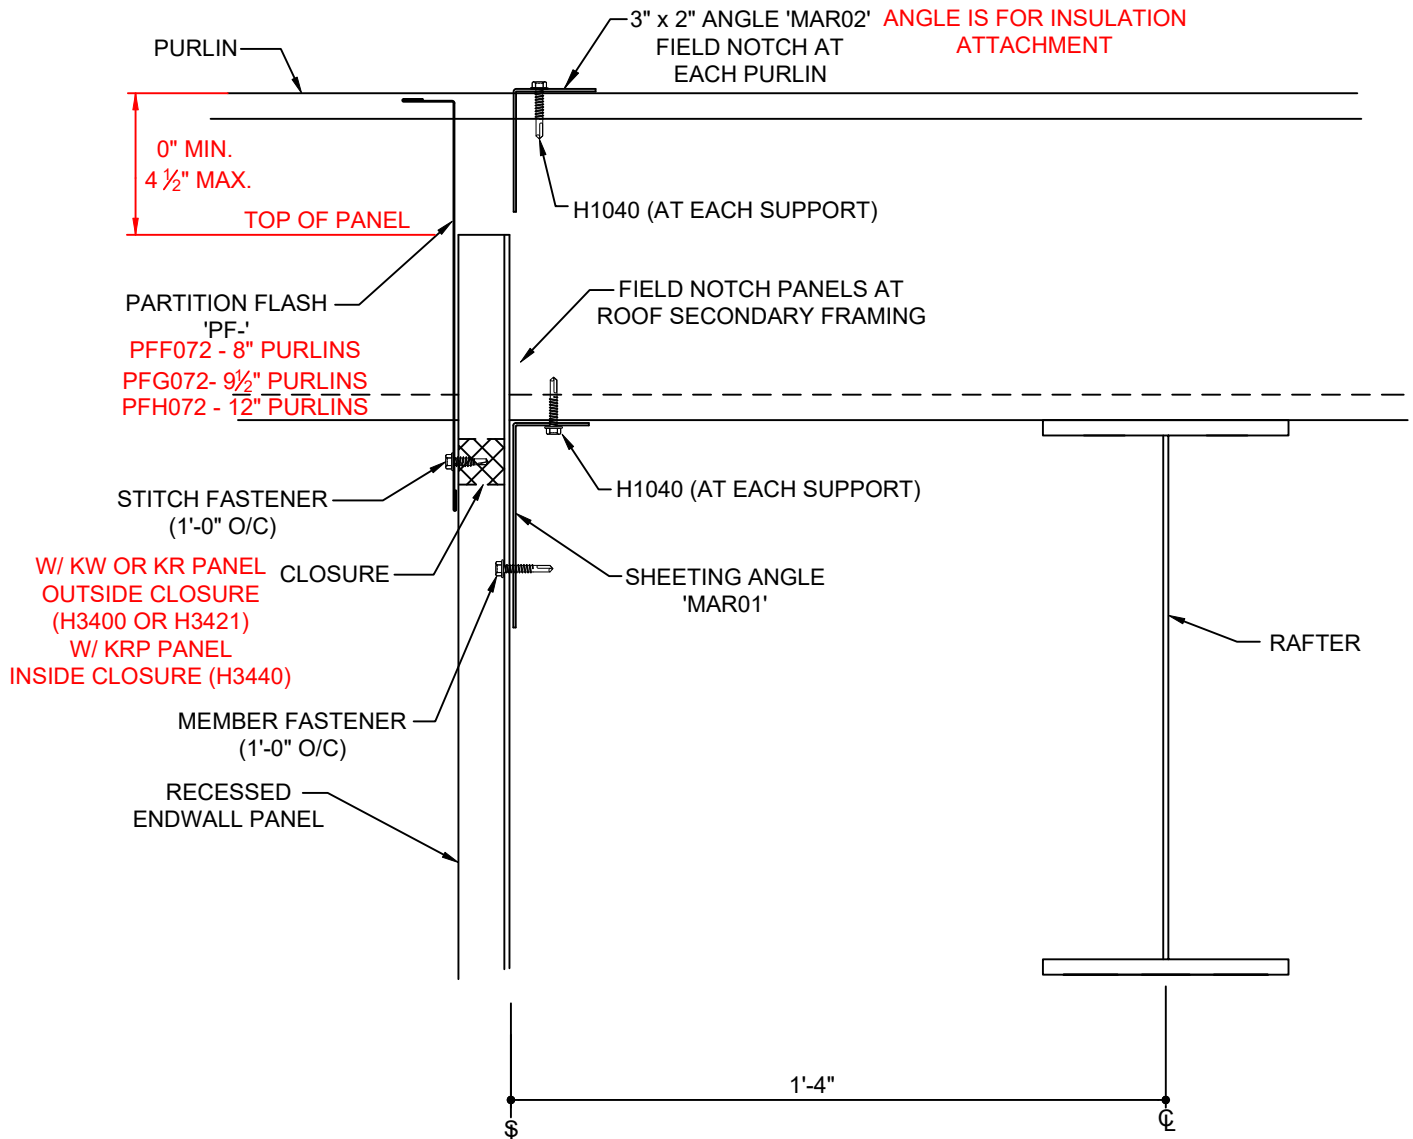 3" x 2" ANGLE 'MAR02'
FIELD NOTCH AT
EACH PURLIN
ANGLE IS FOR INSULATION
ATTACHMENT
PURLIN
0" MIN.
4 ½" MAX.
TOP OF PANEL
H1040 (AT EACH SUPPORT)
PARTITION FLASH
'PF-'
PFF072 - 8" PURLINS
PFG072- 9½" PURLINS
PFH072 - 12" PURLINS
FIELD NOTCH PANELS AT
ROOF SECONDARY FRAMING
STITCH FASTENER
(1'-0" O/C)
H1040 (AT EACH SUPPORT)
W/ KW OR KR PANEL
OUTSIDE CLOSURE
(H3400 OR H3421)
W/ KRP PANEL
INSIDE CLOSURE (H3440)
CLOSURE
SHEETING ANGLE
'MAR01'
RAFTER
MEMBER FASTENER
(1'-0" O/C)
RECESSED
ENDWALL PANEL
1'-4"
$
℄